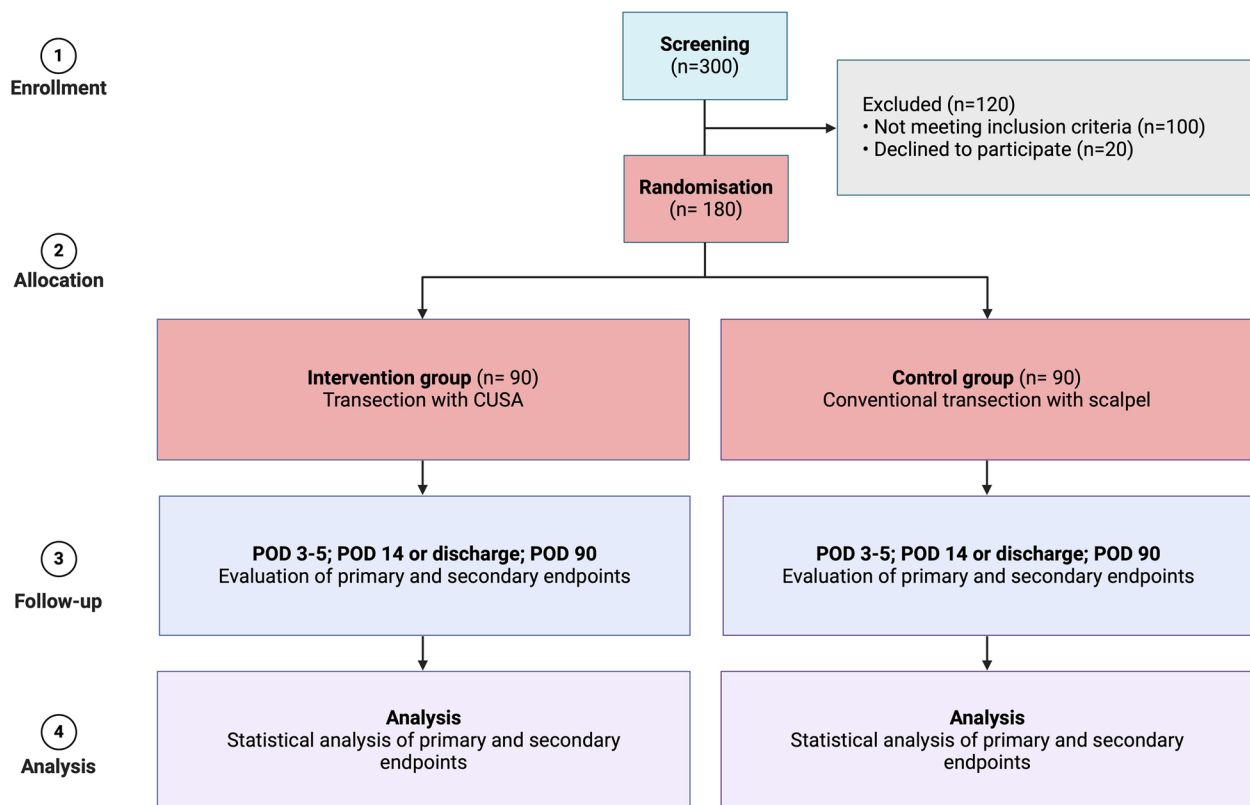 1
Enrollment
Screening
(n=300)
Excluded (n=120)
• Not meeting inclusion criteria (n=100)
• Declined to participate (n=20)
Randomisation
(n= 180)
2
Allocation
Intervention group (n= 90)
Transection with CUSA
Control group (n= 90)
Conventional transection with scalpel
3
Follow-up
POD 3-5; POD 14 or discharge; POD 90
Evaluation of primary and secondary endpoints
POD 3-5; POD 14 or discharge; POD 90
Evaluation of primary and secondary endpoints
4
Analysis
Analysis
Statistical analysis of primary and secondary
endpoints
Analysis
Statistical analysis of primary and secondary
endpoints